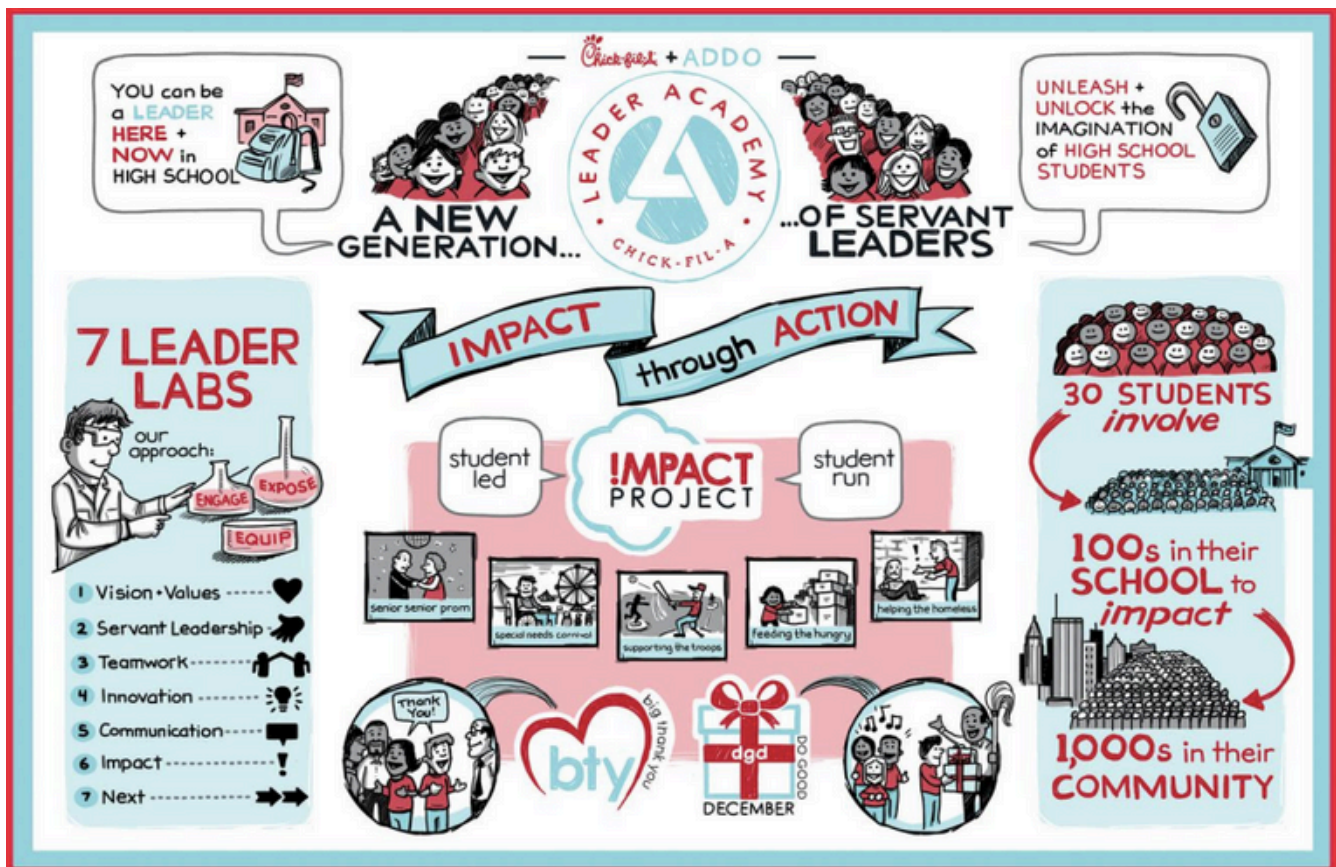 Chick-fil-A + ADDO
LEADER ACADEMY
CHICK-FIL-A
YOU can be
a LEADER
HERE +
NOW in
HIGH SCHOOL
A NEW
GENERATION...
...OF SERVANT
LEADERS
UNLEASH +
UNLOCK the
IMAGINATION
of HIGH SCHOOL
STUDENTS
IMPACT
through ACTION
7 LEADER
LABS
our
approach:
ENGAGE
EXPOSE
EQUIP
1 Vision + Values
2 Servant Leadership
3 Teamwork
4 Innovation
5 Communication
6 Impact
7 Next
student
led
!MPACT
PROJECT
student
run
senior senior prom
special needs carnival
supporting the troops
feeding the hungry
helping the homeless
Thank
You!
bty
big thank you
dgd
DO GOOD
DECEMBER
30 STUDENTS
involve
100s in their
SCHOOL to
impact
1,000s in their
COMMUNITY